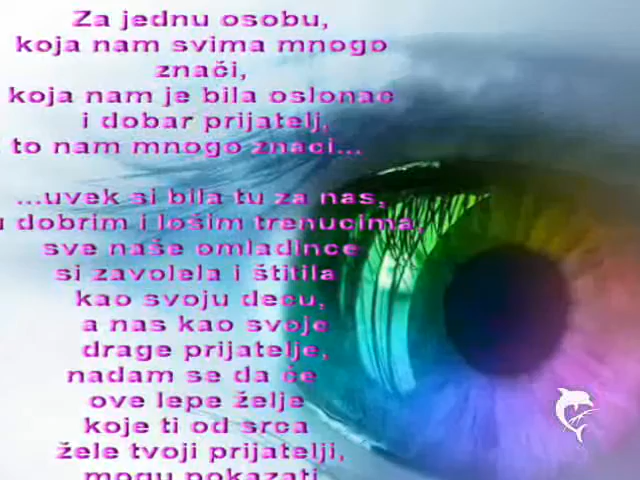 Za jednu osobu,
koja nam svima mnogo
znači,
koja nam je bila oslonac
i dobar prijatelj,
to nam mnogo znaci...
...uvek si bila tu za nas,
u dobrim i lošim trenucima,
sve naše omladince
si zavolela i štitila
kao svoju decu,
a nas kao svoje
drage prijatelje,
nadam se da će
ove lepe želje
koje ti od srca
žele tvoji prijatelji,
mogu pokazati